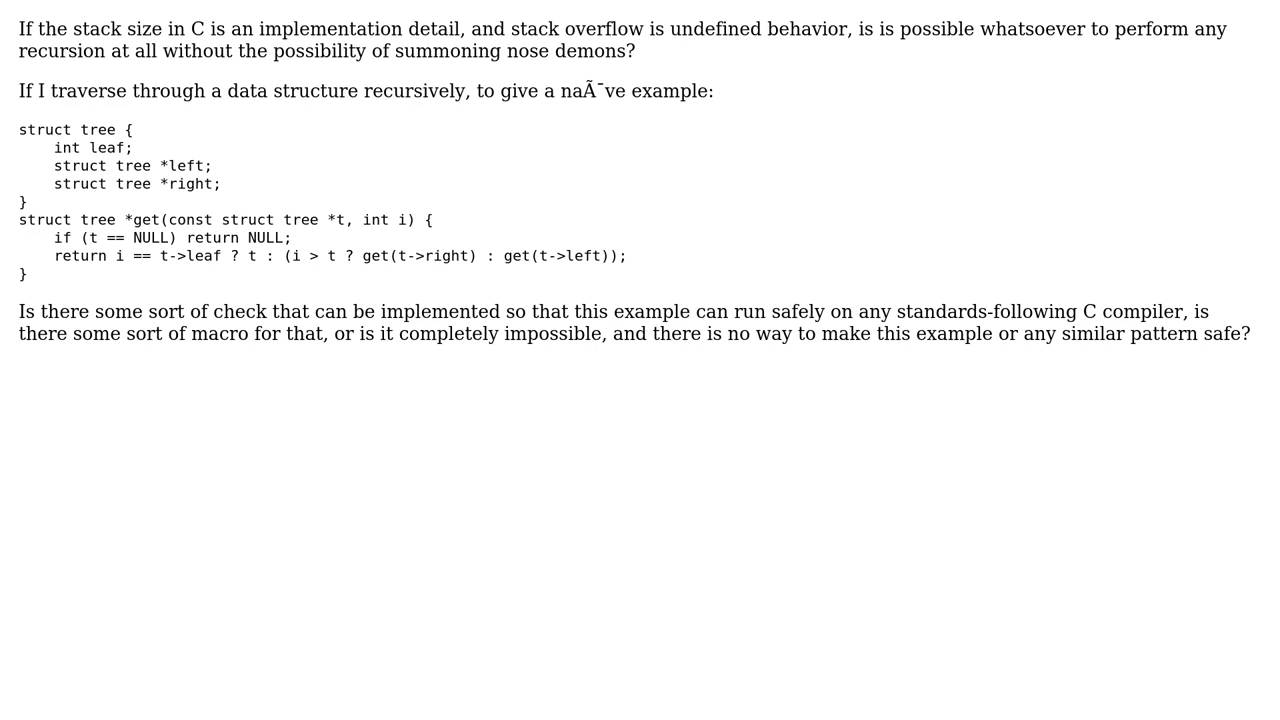 If the stack size in C is an implementation detail, and stack overflow is undefined behavior, is is possible whatsoever to perform any
recursion at all without the possibility of summoning nose demons?
If I traverse through a data structure recursively, to give a naÃ¯ve example:
struct tree {
    int leaf;
    struct tree *left;
    struct tree *right;
}
struct tree *get(const struct tree *t, int i) {
    if (t == NULL) return NULL;
    return i == t->leaf ? t : (i > t ? get(t->right) : get(t->left));
}
Is there some sort of check that can be implemented so that this example can run safely on any standards-following C compiler, is
there some sort of macro for that, or is it completely impossible, and there is no way to make this example or any similar pattern safe?